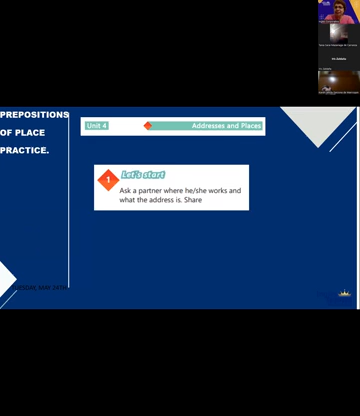 PREPOSITIONS
OF PLACE
PRACTICE.
Unit 4
Addresses and Places
1
Let's start
Ask a partner where he/she works and
what the address is. Share